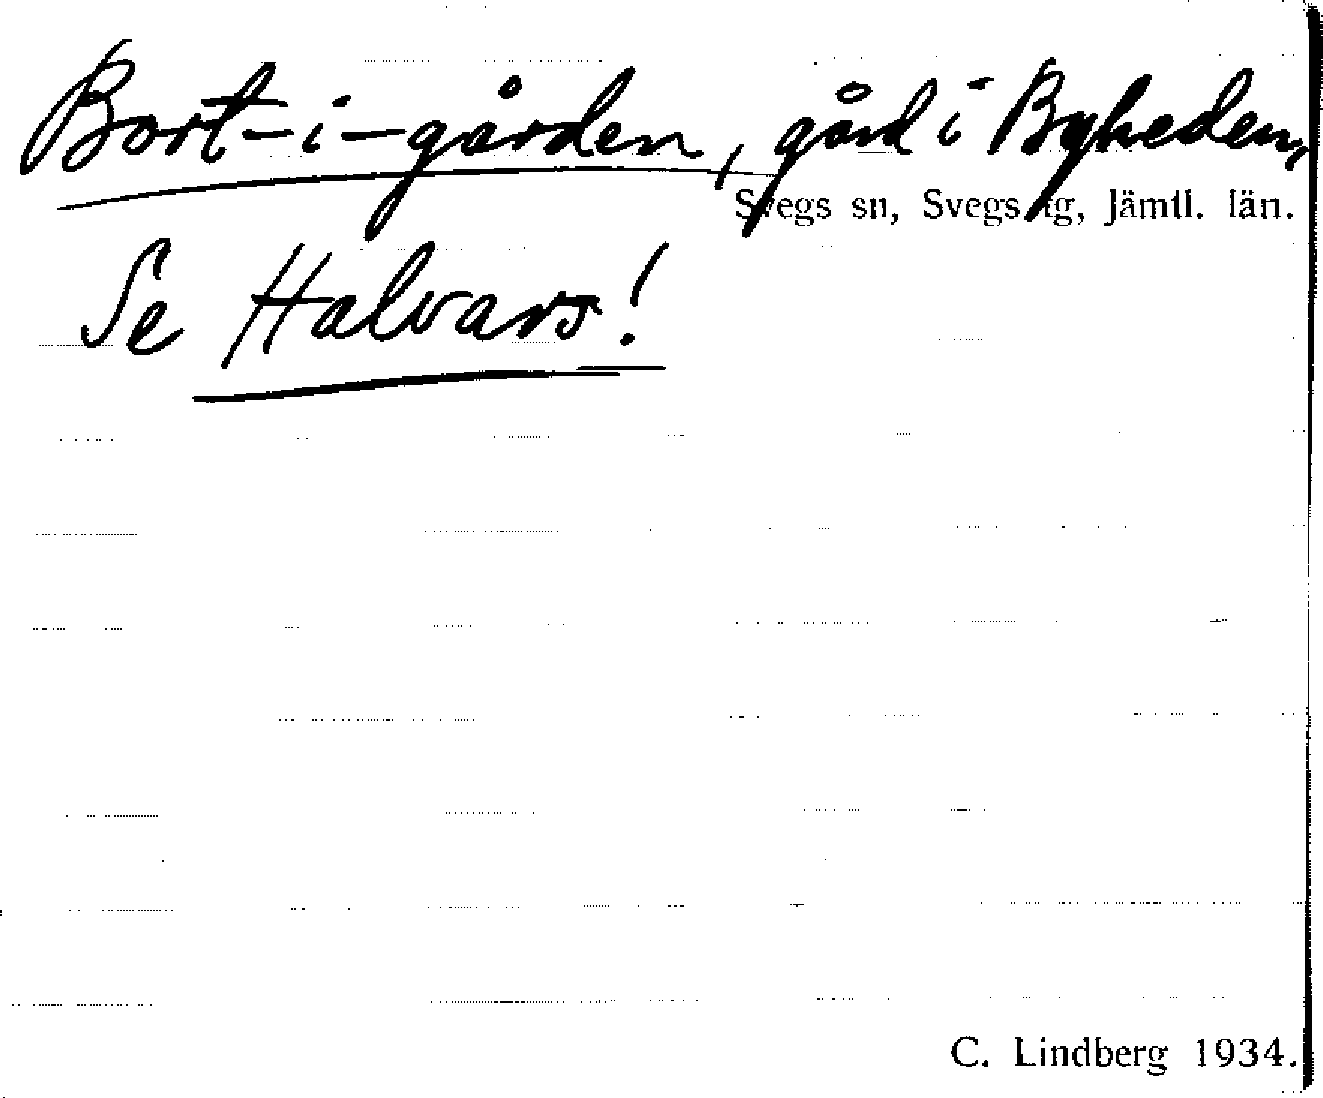 Bort-i-gården, gård i Byheden,
Svegs sn, Svegs tg, Jämtl. län.
Se Halvars!
C. Lindberg 1934.